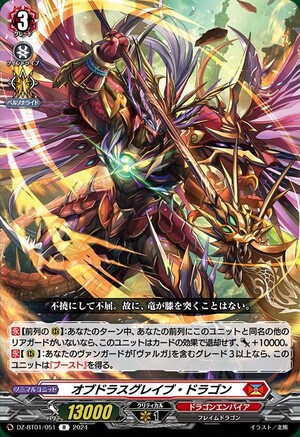 3
グレード
ツインドライブ
ペルソナライド
不撓にして不屈。故に、竜が膝を突くことはない。
永【前列の R】:あなたのターン中、あなたの前列にこのユニットと同名の他のリアガードがいないなら、このユニットはカードの効果で退却せず、+10000。
永【R】:あなたのヴァンガードが「ヴァルガ」を含むグレード3以上なら、このユニットは『ブースト』を得る。
ノーマルユニット
オブドラスグレイブ・ドラゴン
パワー 13000
クリティカル
1
ドラゴンエンパイア
フレイムドラゴン
DZ-BT01/051 R 2024
イラスト/北熊